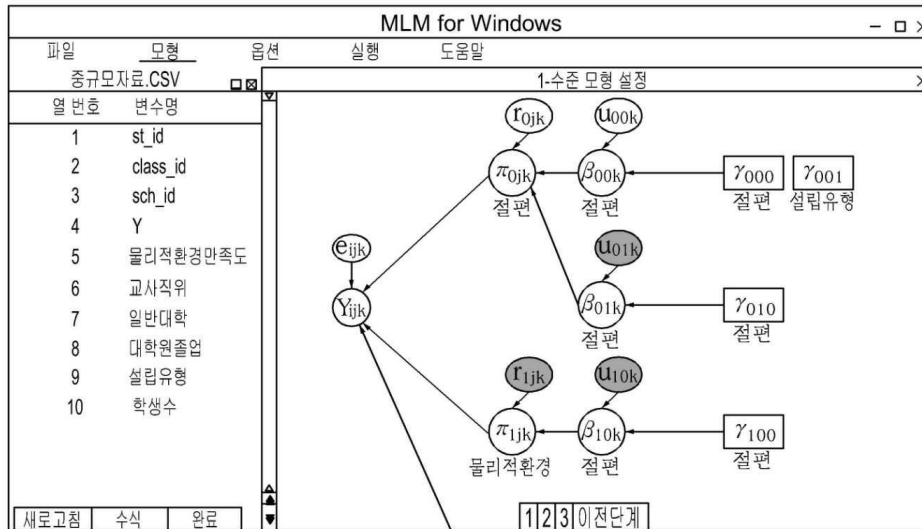 MLM for Windows
파일 모형 옵션 실행 도움말
중규모자료.CSV
1-수준 모형 설정
열 번호 변수명
1 st_id
2 class_id
3 sch_id
4 Y
5 물리적환경만족도
6 교사직위
7 일반대학
8 대학원졸업
9 설립유형
10 학생수
새로고침 수식 완료
r0jk u00k
π0jk β00k γ000 γ001
절편 절편 절편 설립유형
u01k
eijk
Yijk β01k γ010
절편 절편
r1jk u10k
π1jk β10k γ100
물리적환경 절편 절편
1 2 3 이전단계